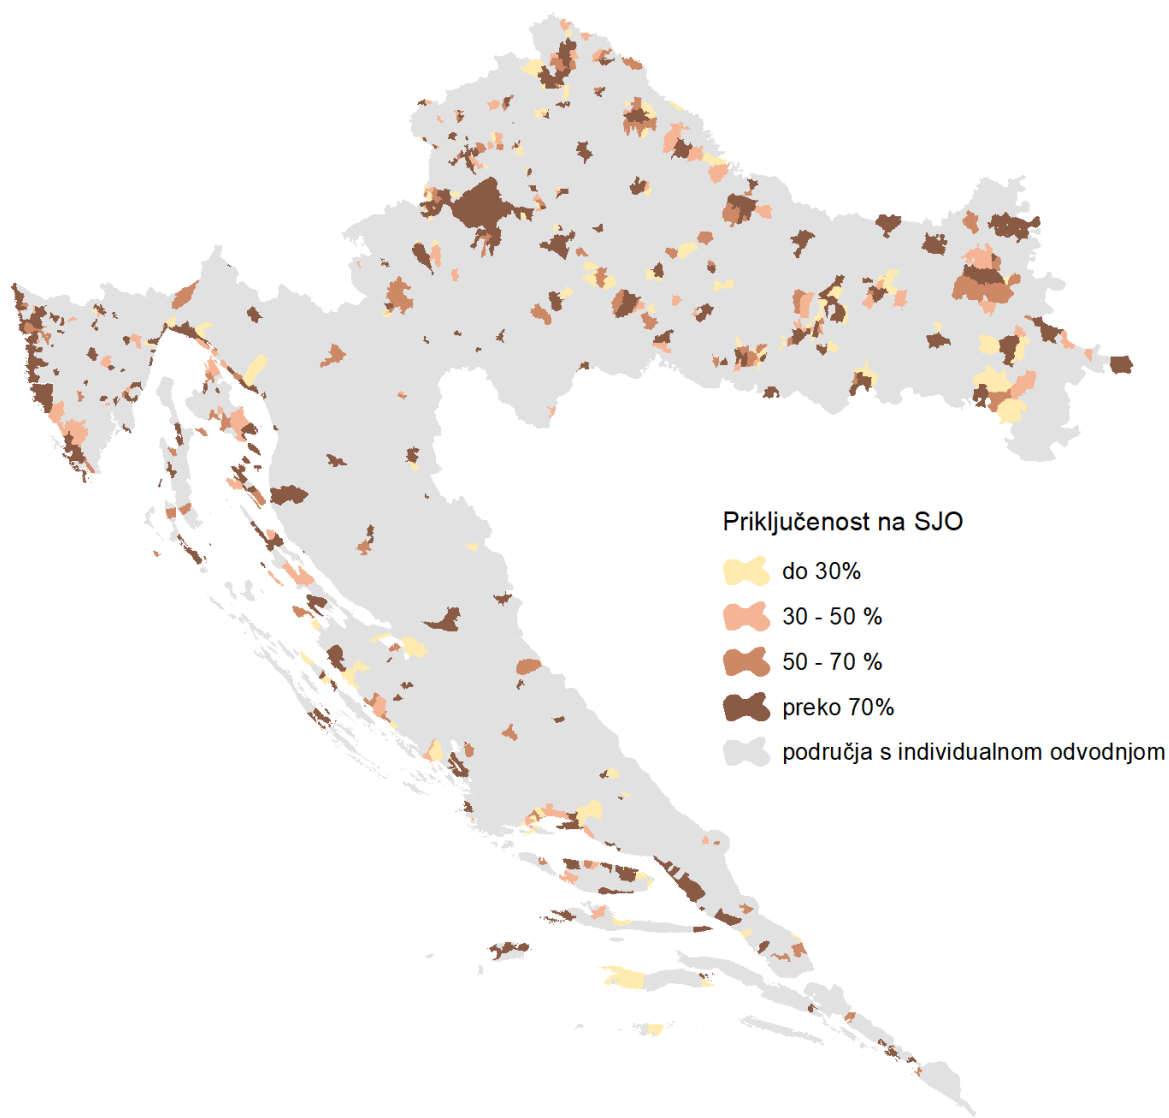 Priključenost na SJO
do 30%
30 - 50 %
50 - 70 %
preko 70%
područja s individualnom odvodnjom